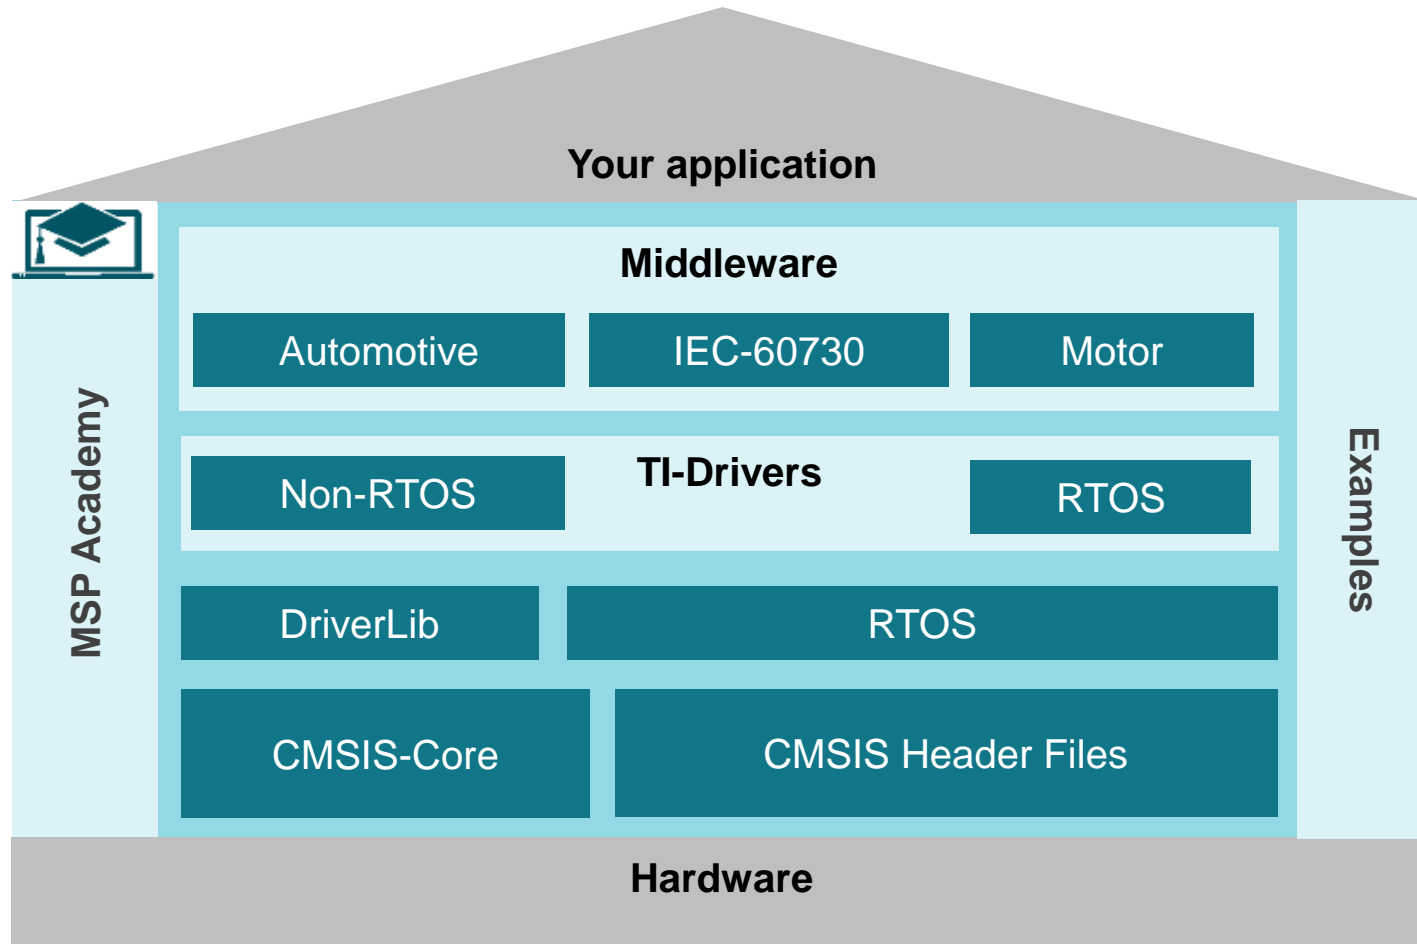 Your application
Middleware
Automotive
IEC-60730
Motor
MSP Academy
TI-Drivers
Non-RTOS
RTOS
Examples
DriverLib
RTOS
CMSIS-Core
CMSIS Header Files
Hardware